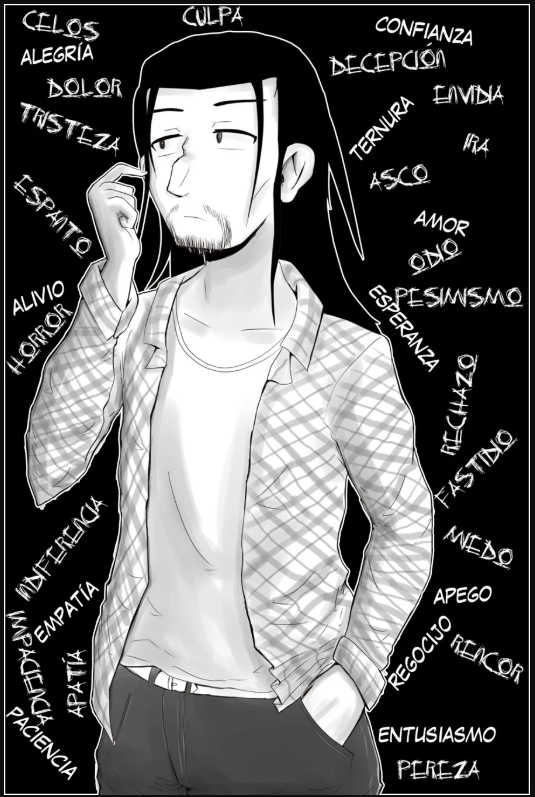 CULPA
CELOS
CONFIANZA
ALEGRÍA
DECEPCIÓN
DOLOR
ENVIDIA
TRISTEZA
TERNURA
IRA
ASCO
ESPANTO
AMOR
ODIO
ALIVIO
PESIMISMO
HORROR
ESPERANZA
RECHAZO
FASTIDIO
INDIFERENCIA
MIEDO
EMPATÍA
APEGO
IMPACIENCIA
APATÍA
REGOCIJO
RENCOR
PACIENCIA
ENTUSIASMO
PEREZA